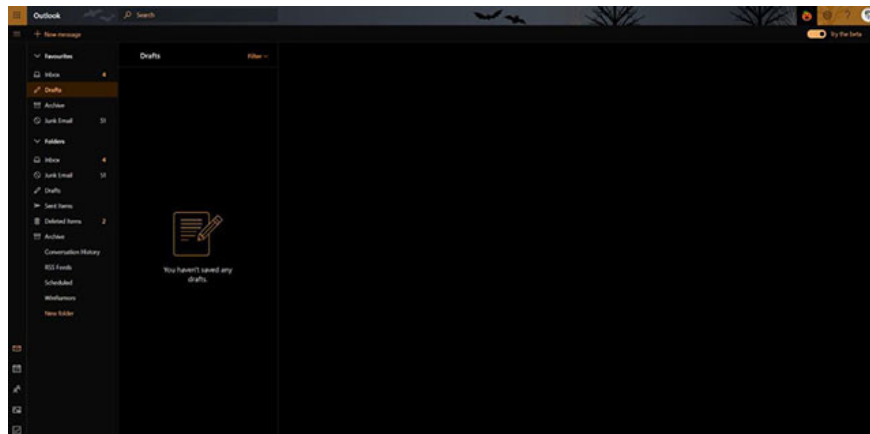 Outlook
Search
New message
Try the beta
Favourites
Inbox 4
Drafts
Archive
Junk Email 51
Folders
Inbox 4
Junk Email 51
Drafts
Sent Items
Deleted Items 2
Archive
Conversation History
RSS Feeds
Scheduled
WinRumors
New folder
Drafts
Filter
You haven't saved any
drafts.
?